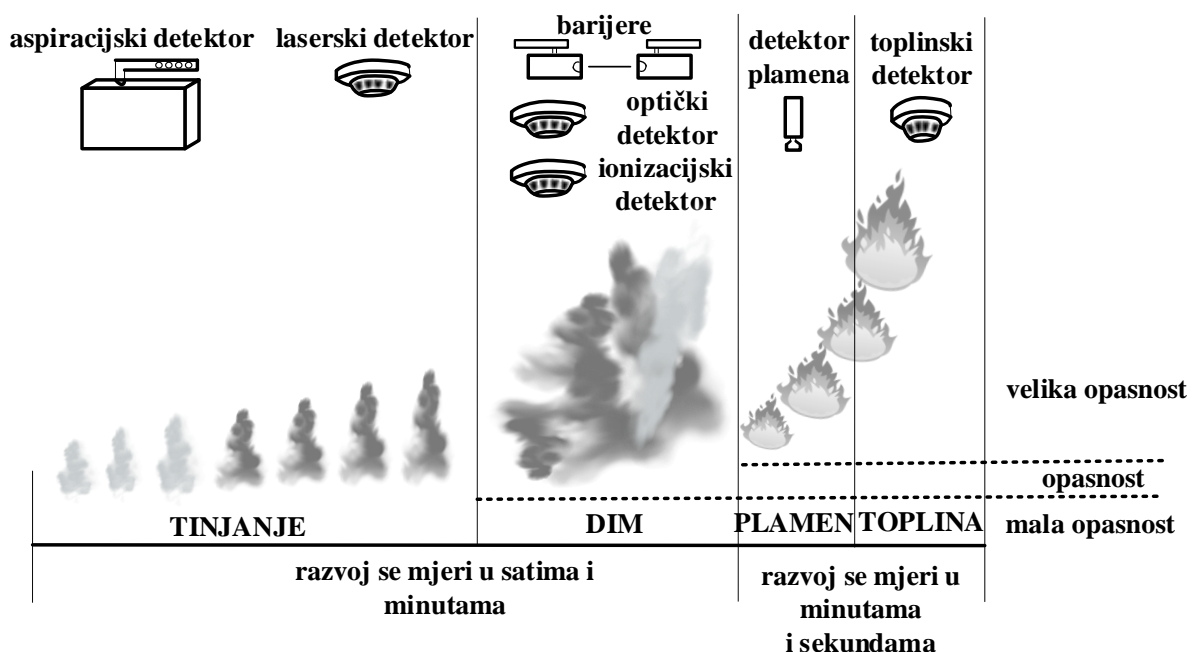 aspiracijski detektor
laserski detektor
barijere
optički
detektor
ionizacijski
detektor
detektor
plamena
toplinski
detektor
velika opasnost
opasnost
mala opasnost
TINJANJE
DIM
PLAMEN
TOPLINA
razvoj se mjeri u satima i
minutama
razvoj se mjeri u
minutama
i sekundama